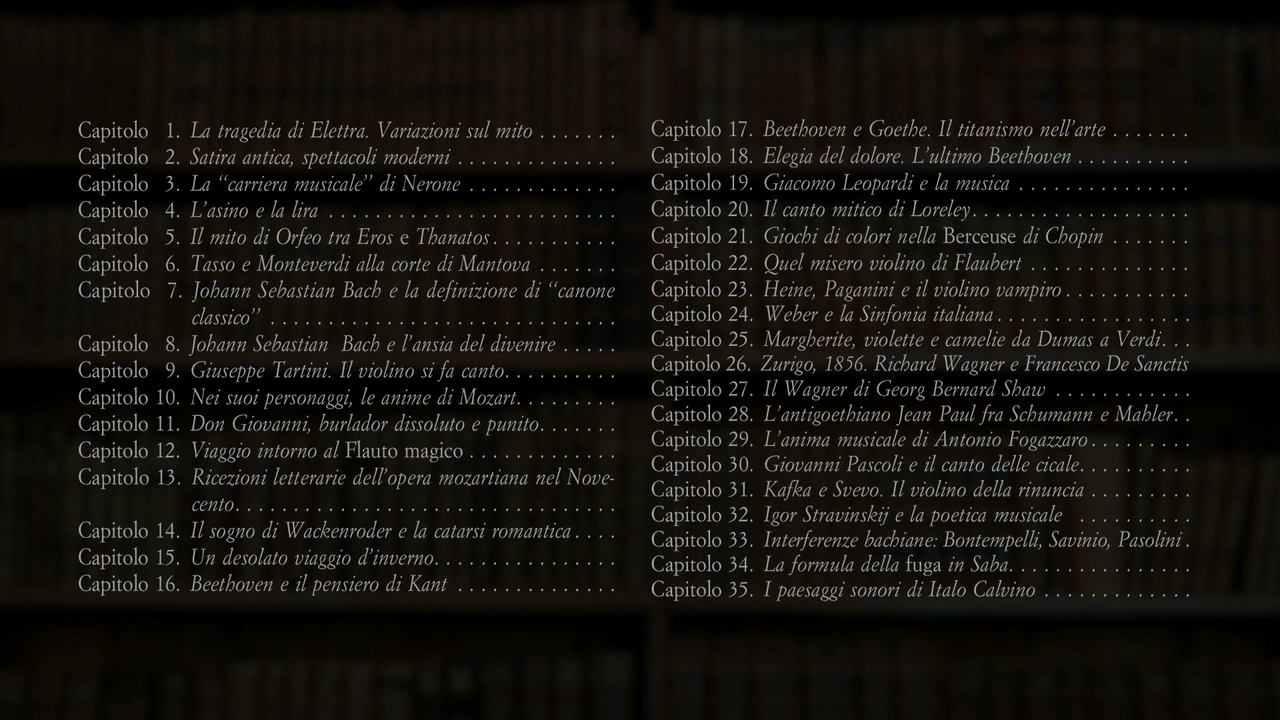 Capitolo 1. La tragedia di Elettra. Variazioni sul mito . . . . . . .
Capitolo 2. Satira antica, spettacoli moderni . . . . . . . . . . . . . .
Capitolo 3. La “carriera musicale” di Nerone . . . . . . . . . . . . .
Capitolo 4. L’asino e la lira . . . . . . . . . . . . . . . . . . . . . . . . .
Capitolo 5. Il mito di Orfeo tra Eros e Thanatos . . . . . . . . . . .
Capitolo 6. Tasso e Monteverdi alla corte di Mantova . . . . . . .
Capitolo 7. Johann Sebastian Bach e la definizione di “canone
classico” . . . . . . . . . . . . . . . . . . . . . . . . . . . . . .
Capitolo 8. Johann Sebastian Bach e l’ansia del divenire . . . . .
Capitolo 9. Giuseppe Tartini. Il violino si fa canto. . . . . . . . . .
Capitolo 10. Nei suoi personaggi, le anime di Mozart. . . . . . . . .
Capitolo 11. Don Giovanni, burlador dissoluto e punito. . . . . . .
Capitolo 12. Viaggio intorno al Flauto magico . . . . . . . . . . . . .
Capitolo 13. Ricezioni letterarie dell’opera mozartiana nel Nove-
cento. . . . . . . . . . . . . . . . . . . . . . . . . . . . . . . . .
Capitolo 14. Il sogno di Wackenroder e la catarsi romantica . . . .
Capitolo 15. Un desolato viaggio d’inverno. . . . . . . . . . . . . . . .
Capitolo 16. Beethoven e il pensiero di Kant . . . . . . . . . . . . . .
Capitolo 17. Beethoven e Goethe. Il titanismo nell’arte . . . . . . .
Capitolo 18. Elegia del dolore. L’ultimo Beethoven . . . . . . . . . .
Capitolo 19. Giacomo Leopardi e la musica . . . . . . . . . . . . . . .
Capitolo 20. Il canto mitico di Loreley. . . . . . . . . . . . . . . . . . .
Capitolo 21. Giochi di colori nella Berceuse di Chopin . . . . . . .
Capitolo 22. Quel misero violino di Flaubert . . . . . . . . . . . . . .
Capitolo 23. Heine, Paganini e il violino vampiro . . . . . . . . . . .
Capitolo 24. Weber e la Sinfonia italiana . . . . . . . . . . . . . . . . .
Capitolo 25. Margherite, violette e camelie da Dumas a Verdi. . .
Capitolo 26. Zurigo, 1856. Richard Wagner e Francesco De Sanctis
Capitolo 27. Il Wagner di Georg Bernard Shaw . . . . . . . . . . . .
Capitolo 28. L’antigoethiano Jean Paul fra Schumann e Mahler. .
Capitolo 29. L’anima musicale di Antonio Fogazzaro . . . . . . . . .
Capitolo 30. Giovanni Pascoli e il canto delle cicale. . . . . . . . . .
Capitolo 31. Kafka e Svevo. Il violino della rinuncia . . . . . . . . .
Capitolo 32. Igor Stravinskij e la poetica musicale . . . . . . . . . .
Capitolo 33. Interferenze bachiane: Bontempelli, Savinio, Pasolini .
Capitolo 34. La formula della fuga in Saba. . . . . . . . . . . . . . . .
Capitolo 35. I paesaggi sonori di Italo Calvino . . . . . . . . . . . . .